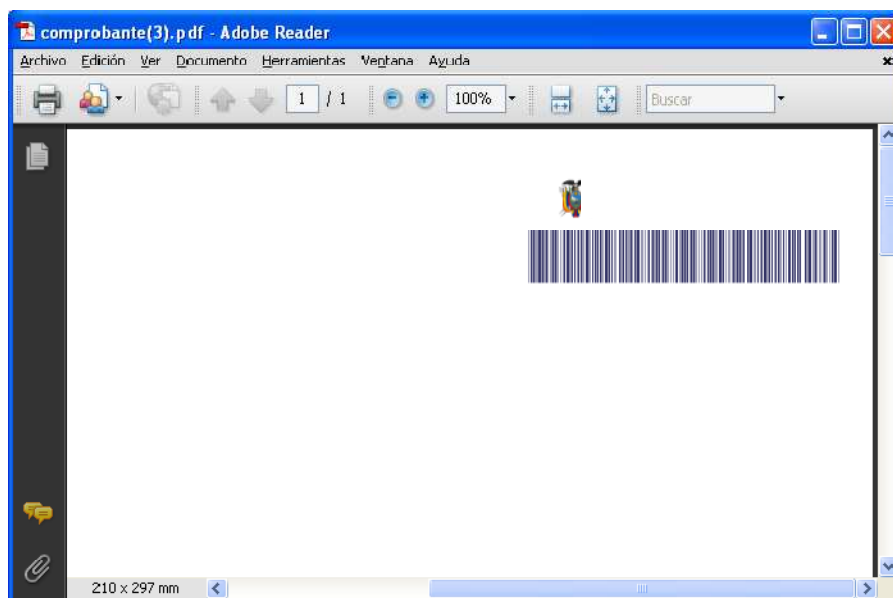 comprobante(3).pdf - Adobe Reader
Archivo Edición Ver Documento Herramientas Ventana Ayuda
1 / 1 100% Buscar
210 x 297 mm